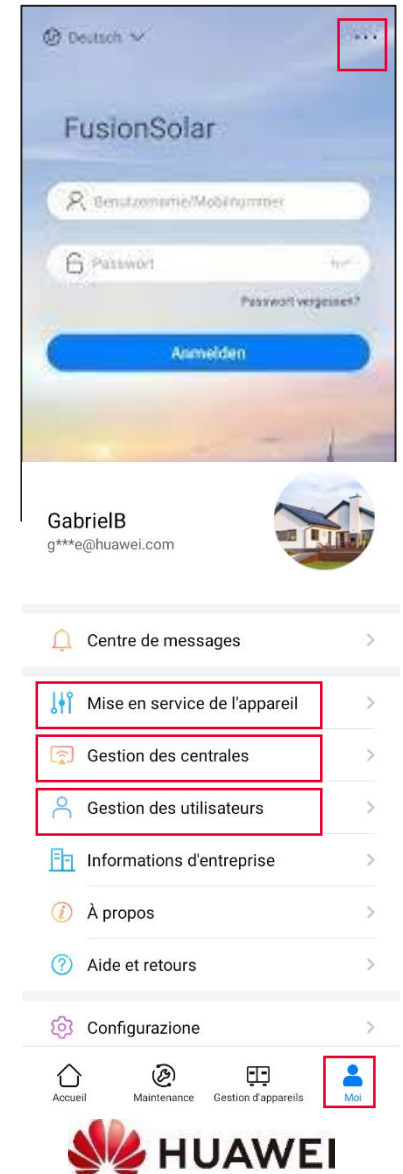 Deutsch
FusionSolar
Benutzername/Mobilnummer
Passwort
Passwort vergessen?
Anmelden
GabrielB
g***e@huawei.com
Centre de messages
Mise en service de l'appareil
Gestion des centrales
Gestion des utilisateurs
Informations d'entreprise
À propos
Aide et retours
Configurazione
Accueil Maintenance Gestion d'appareils Moi
HUAWEI